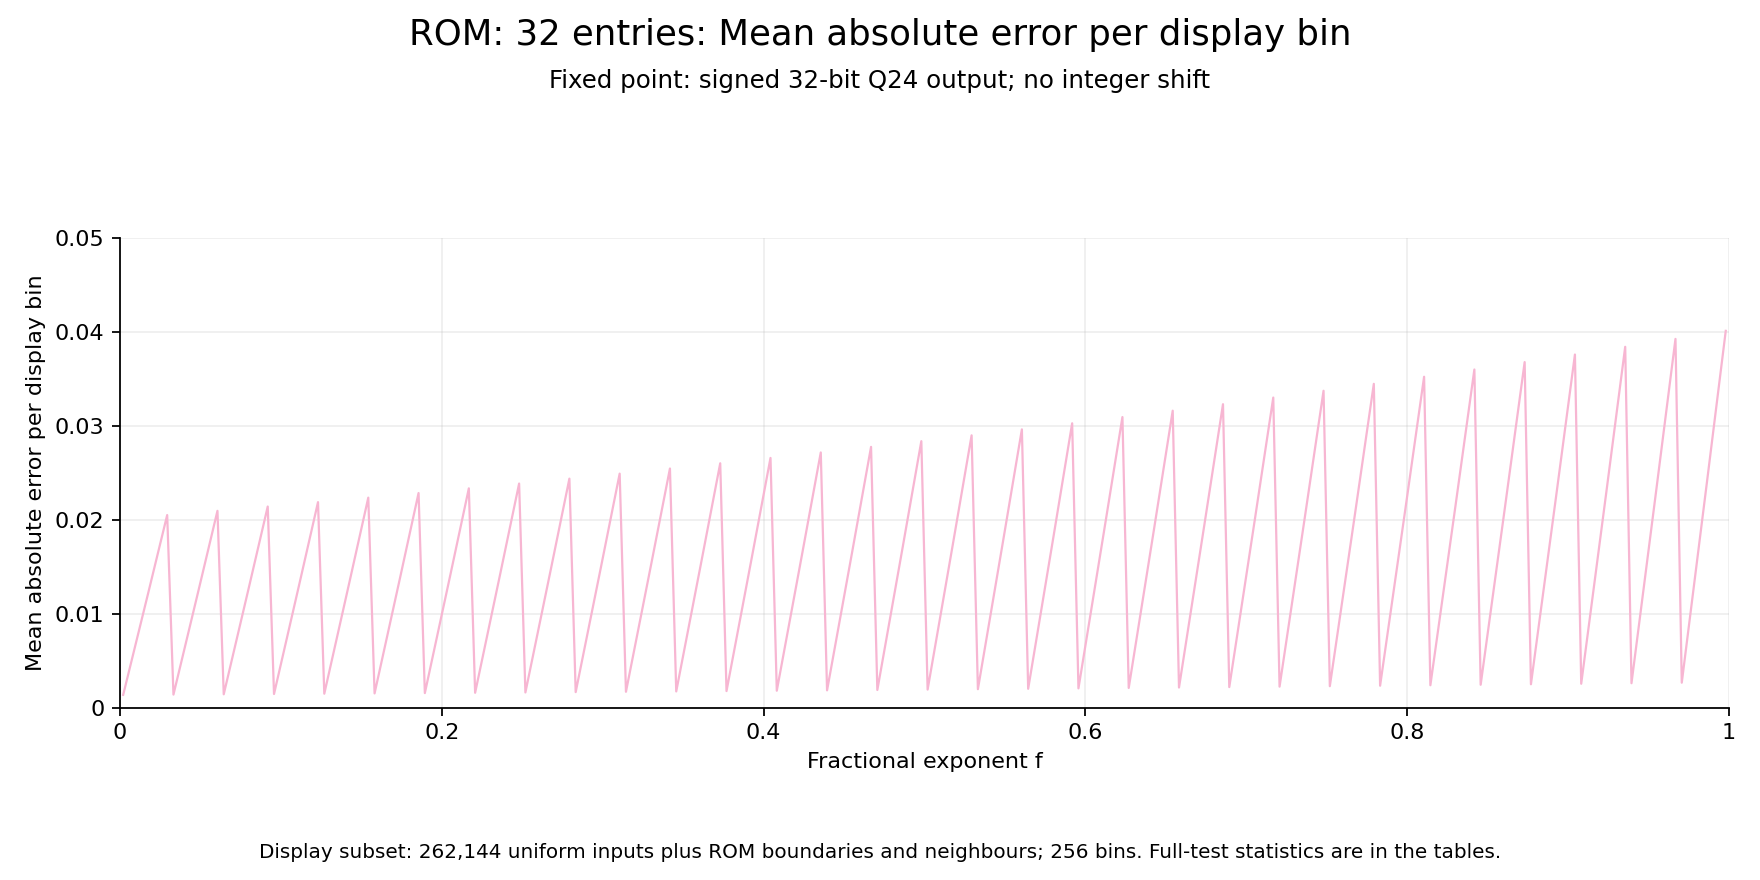 ROM: 32 entries: Mean absolute error per display bin
Fixed point: signed 32-bit Q24 output; no integer shift
Mean absolute error per display bin
0.05
0.04
0.03
0.02
0.01
0
0
0.2
0.4
0.6
0.8
1
Fractional exponent f
Display subset: 262,144 uniform inputs plus ROM boundaries and neighbours; 256 bins. Full-test statistics are in the tables.